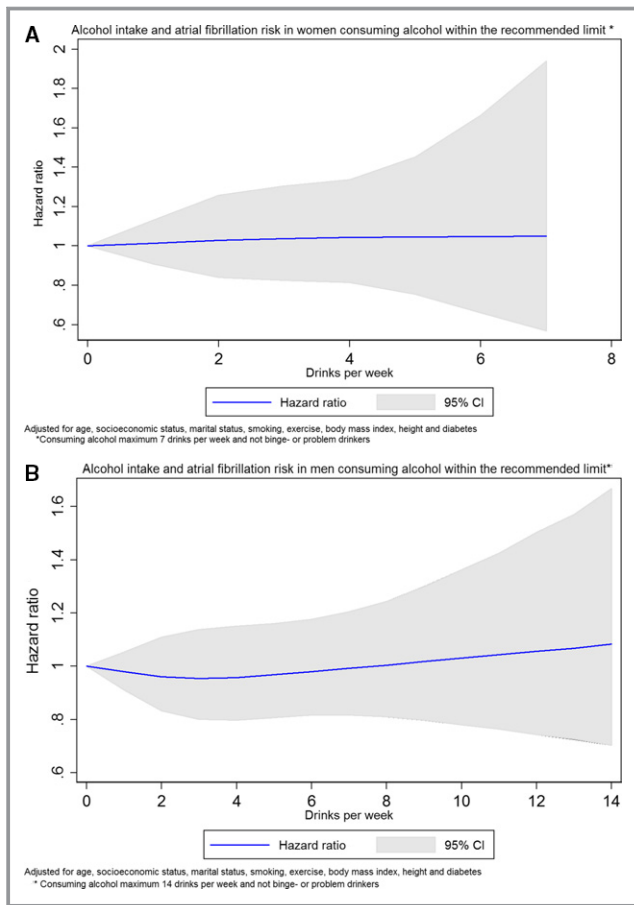 A
Alcohol intake and atrial fibrillation risk in women consuming alcohol within the recommended limit *
2
1.8
1.6
1.4
1.2
1
.8
.6
Hazard ratio
0 2 4 6 8
Drinks per week
Hazard ratio 95% CI
Adjusted for age, socioeconomic status, marital status, smoking, exercise, body mass index, height and diabetes
*Consuming alcohol maximum 7 drinks per week and not binge- or problem drinkers
B
Alcohol intake and atrial fibrillation risk in men consuming alcohol within the recommended limit*
1.6
1.4
1.2
1
.8
.6
Hazard ratio
0 2 4 6 8 10 12 14
Drinks per week
Hazard ratio 95% CI
Adjusted for age, socioeconomic status, marital status, smoking, exercise, body mass index, height and diabetes
* Consuming alcohol maximum 14 drinks per week and not binge- or problem drinkers